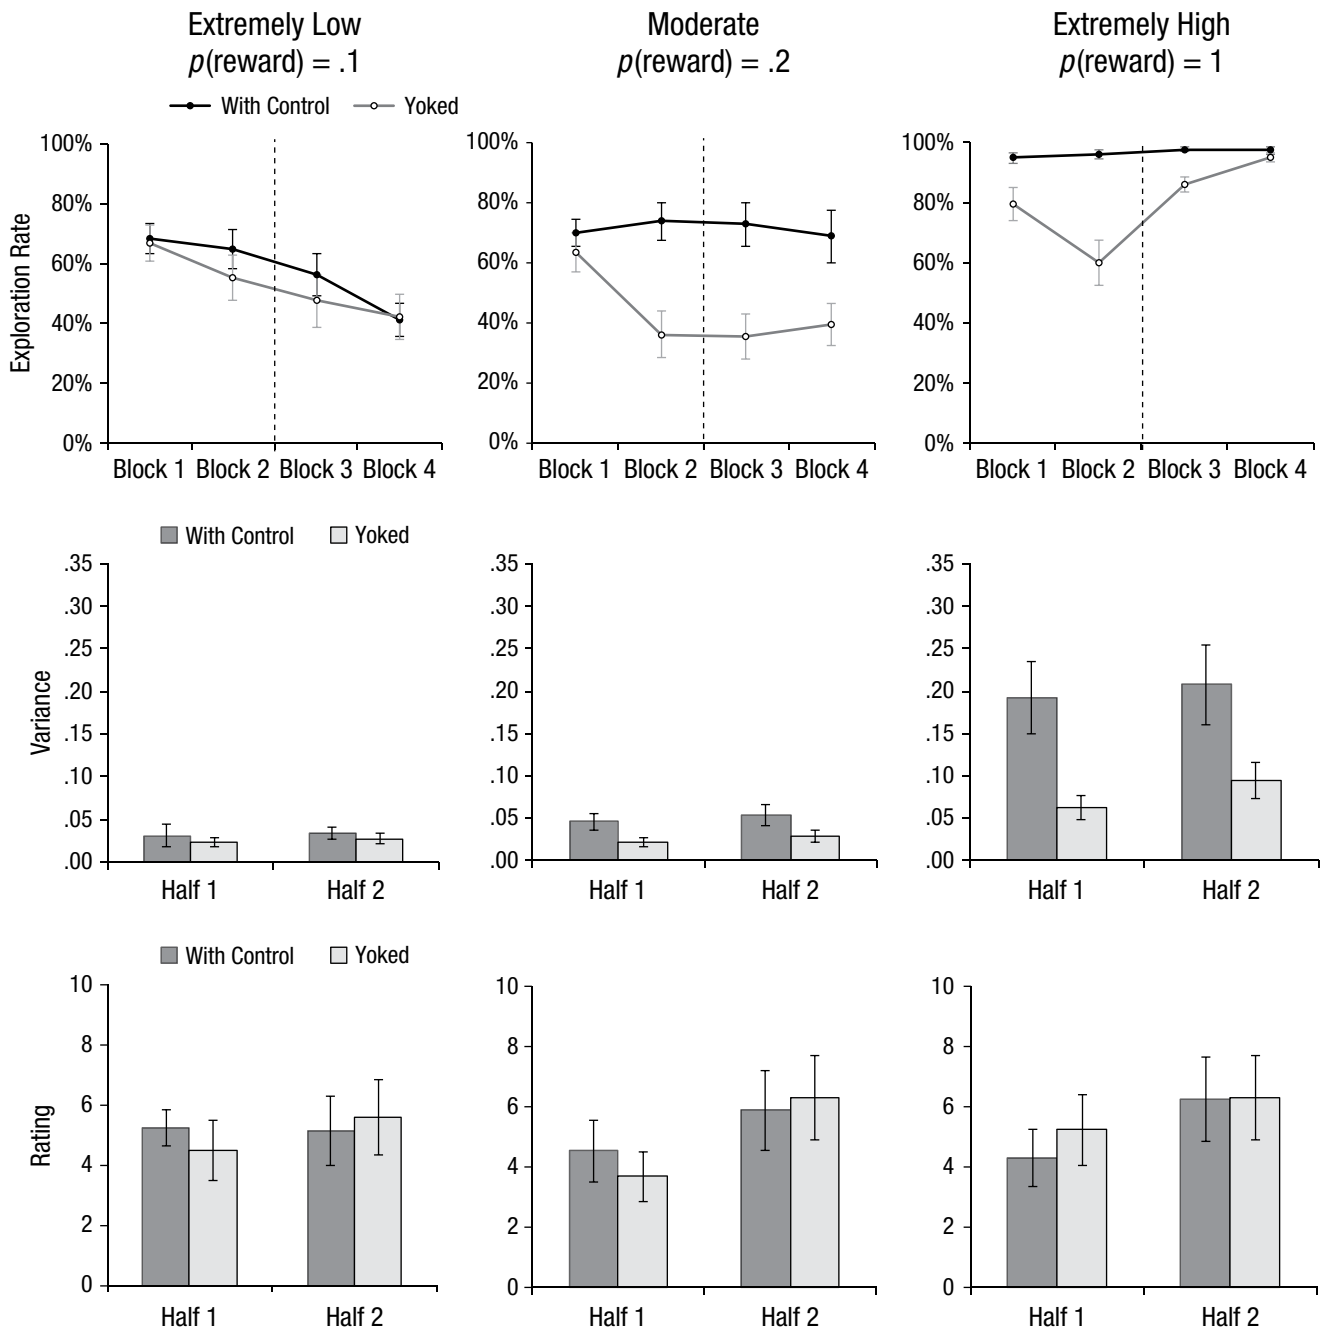 Extremely Low
p(reward) = .1
Moderate
p(reward) = .2
Extremely High
p(reward) = 1
With Control Yoked
Exploration Rate
100%
80%
60%
40%
20%
0%
Block 1 Block 2 Block 3 Block 4
100%
80%
60%
40%
20%
0%
Block 1 Block 2 Block 3 Block 4
100%
80%
60%
40%
20%
0%
Block 1 Block 2 Block 3 Block 4
With Control Yoked
Variance
.35
.30
.25
.20
.15
.10
.05
.00
Half 1 Half 2
.35
.30
.25
.20
.15
.10
.05
.00
Half 1 Half 2
.35
.30
.25
.20
.15
.10
.05
.00
Half 1 Half 2
With Control Yoked
Rating
10
8
6
4
2
0
Half 1 Half 2
10
8
6
4
2
0
Half 1 Half 2
10
8
6
4
2
0
Half 1 Half 2